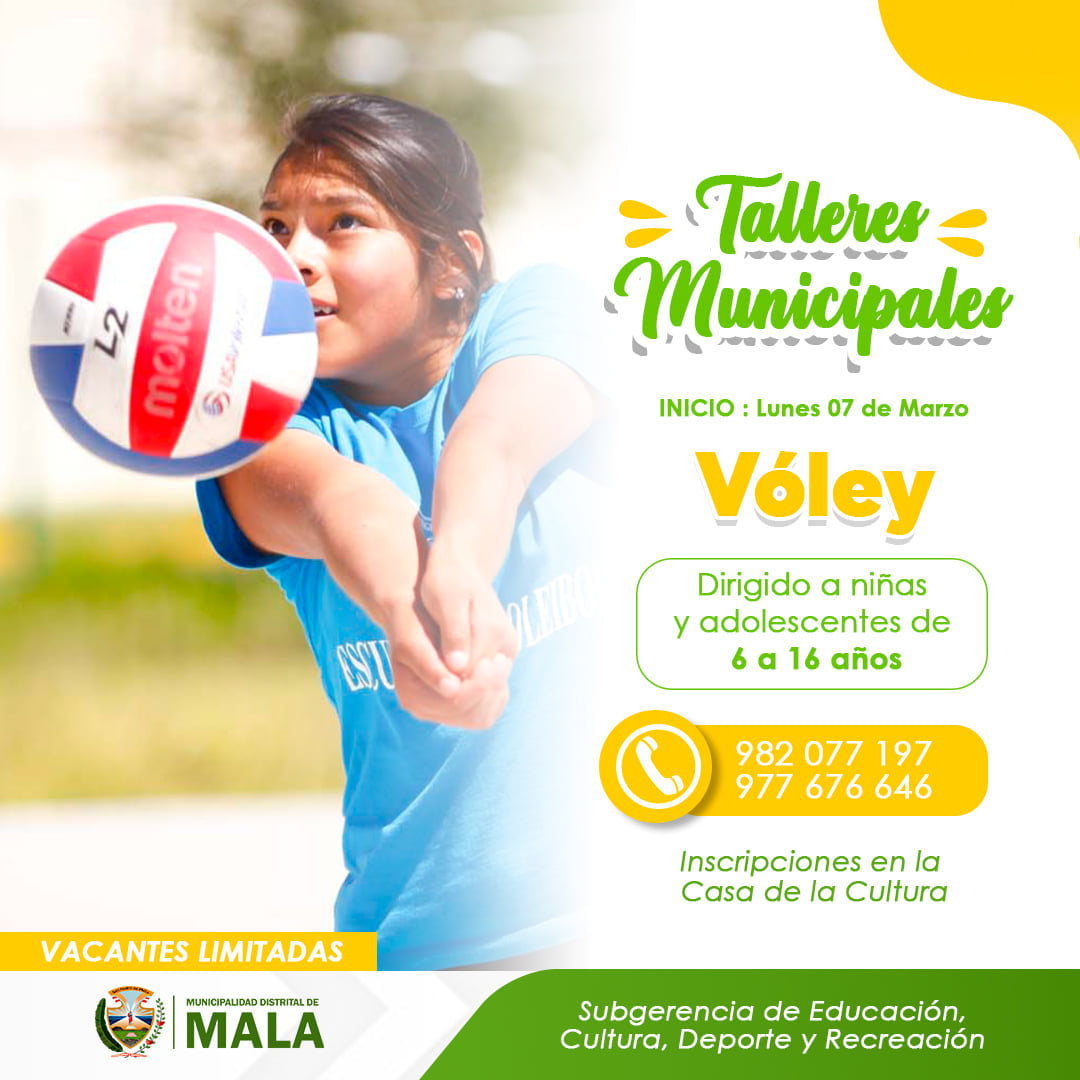 Talleres
Municipales
INICIO : Lunes 07 de Marzo
Vóley
Dirigido a niñas
y adolescentes de
6 a 16 años
982 077 197
977 676 646
Inscripciones en la
Casa de la Cultura
L2
molten
ESCU
OLEIBO
VACANTES LIMITADAS
MUNICIPALIDAD DISTRITAL DE
MALA
Subgerencia de Educación,
Cultura, Deporte y Recreación